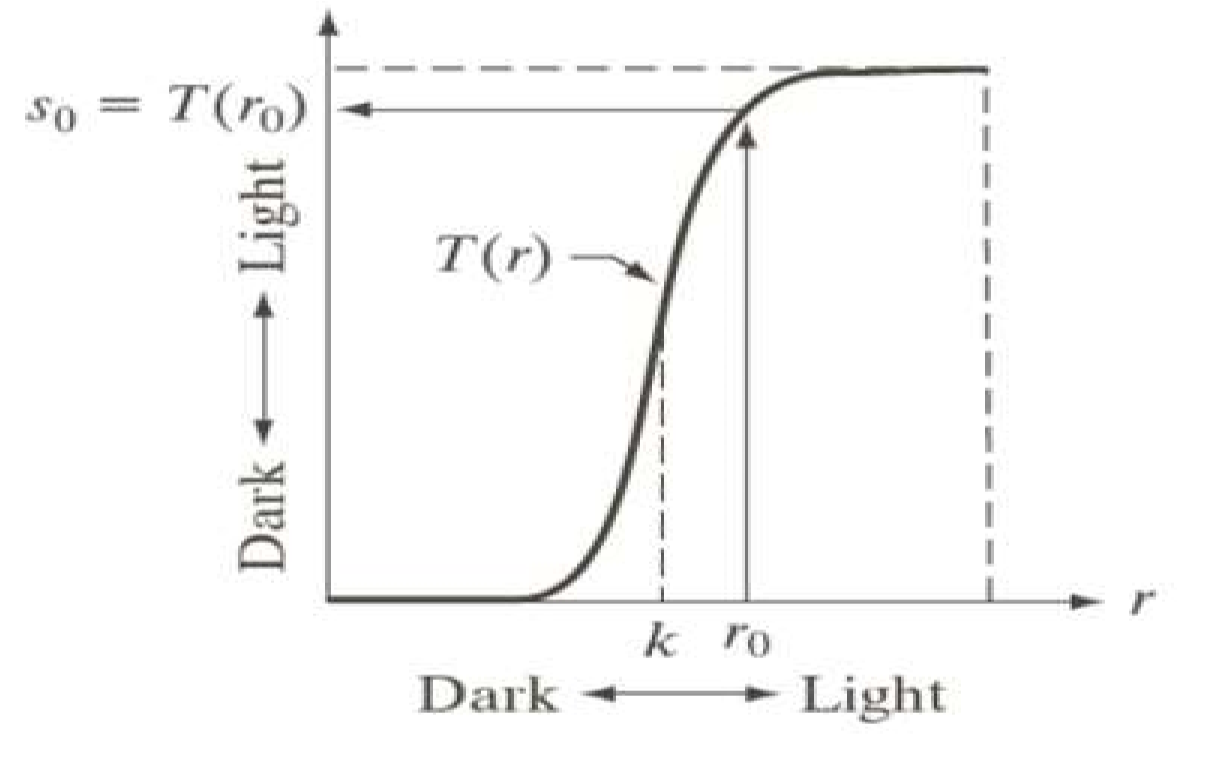 s₀ = T(r₀)
Dark ↔ Light
T(r)
r
k r₀
Dark ↔ Light